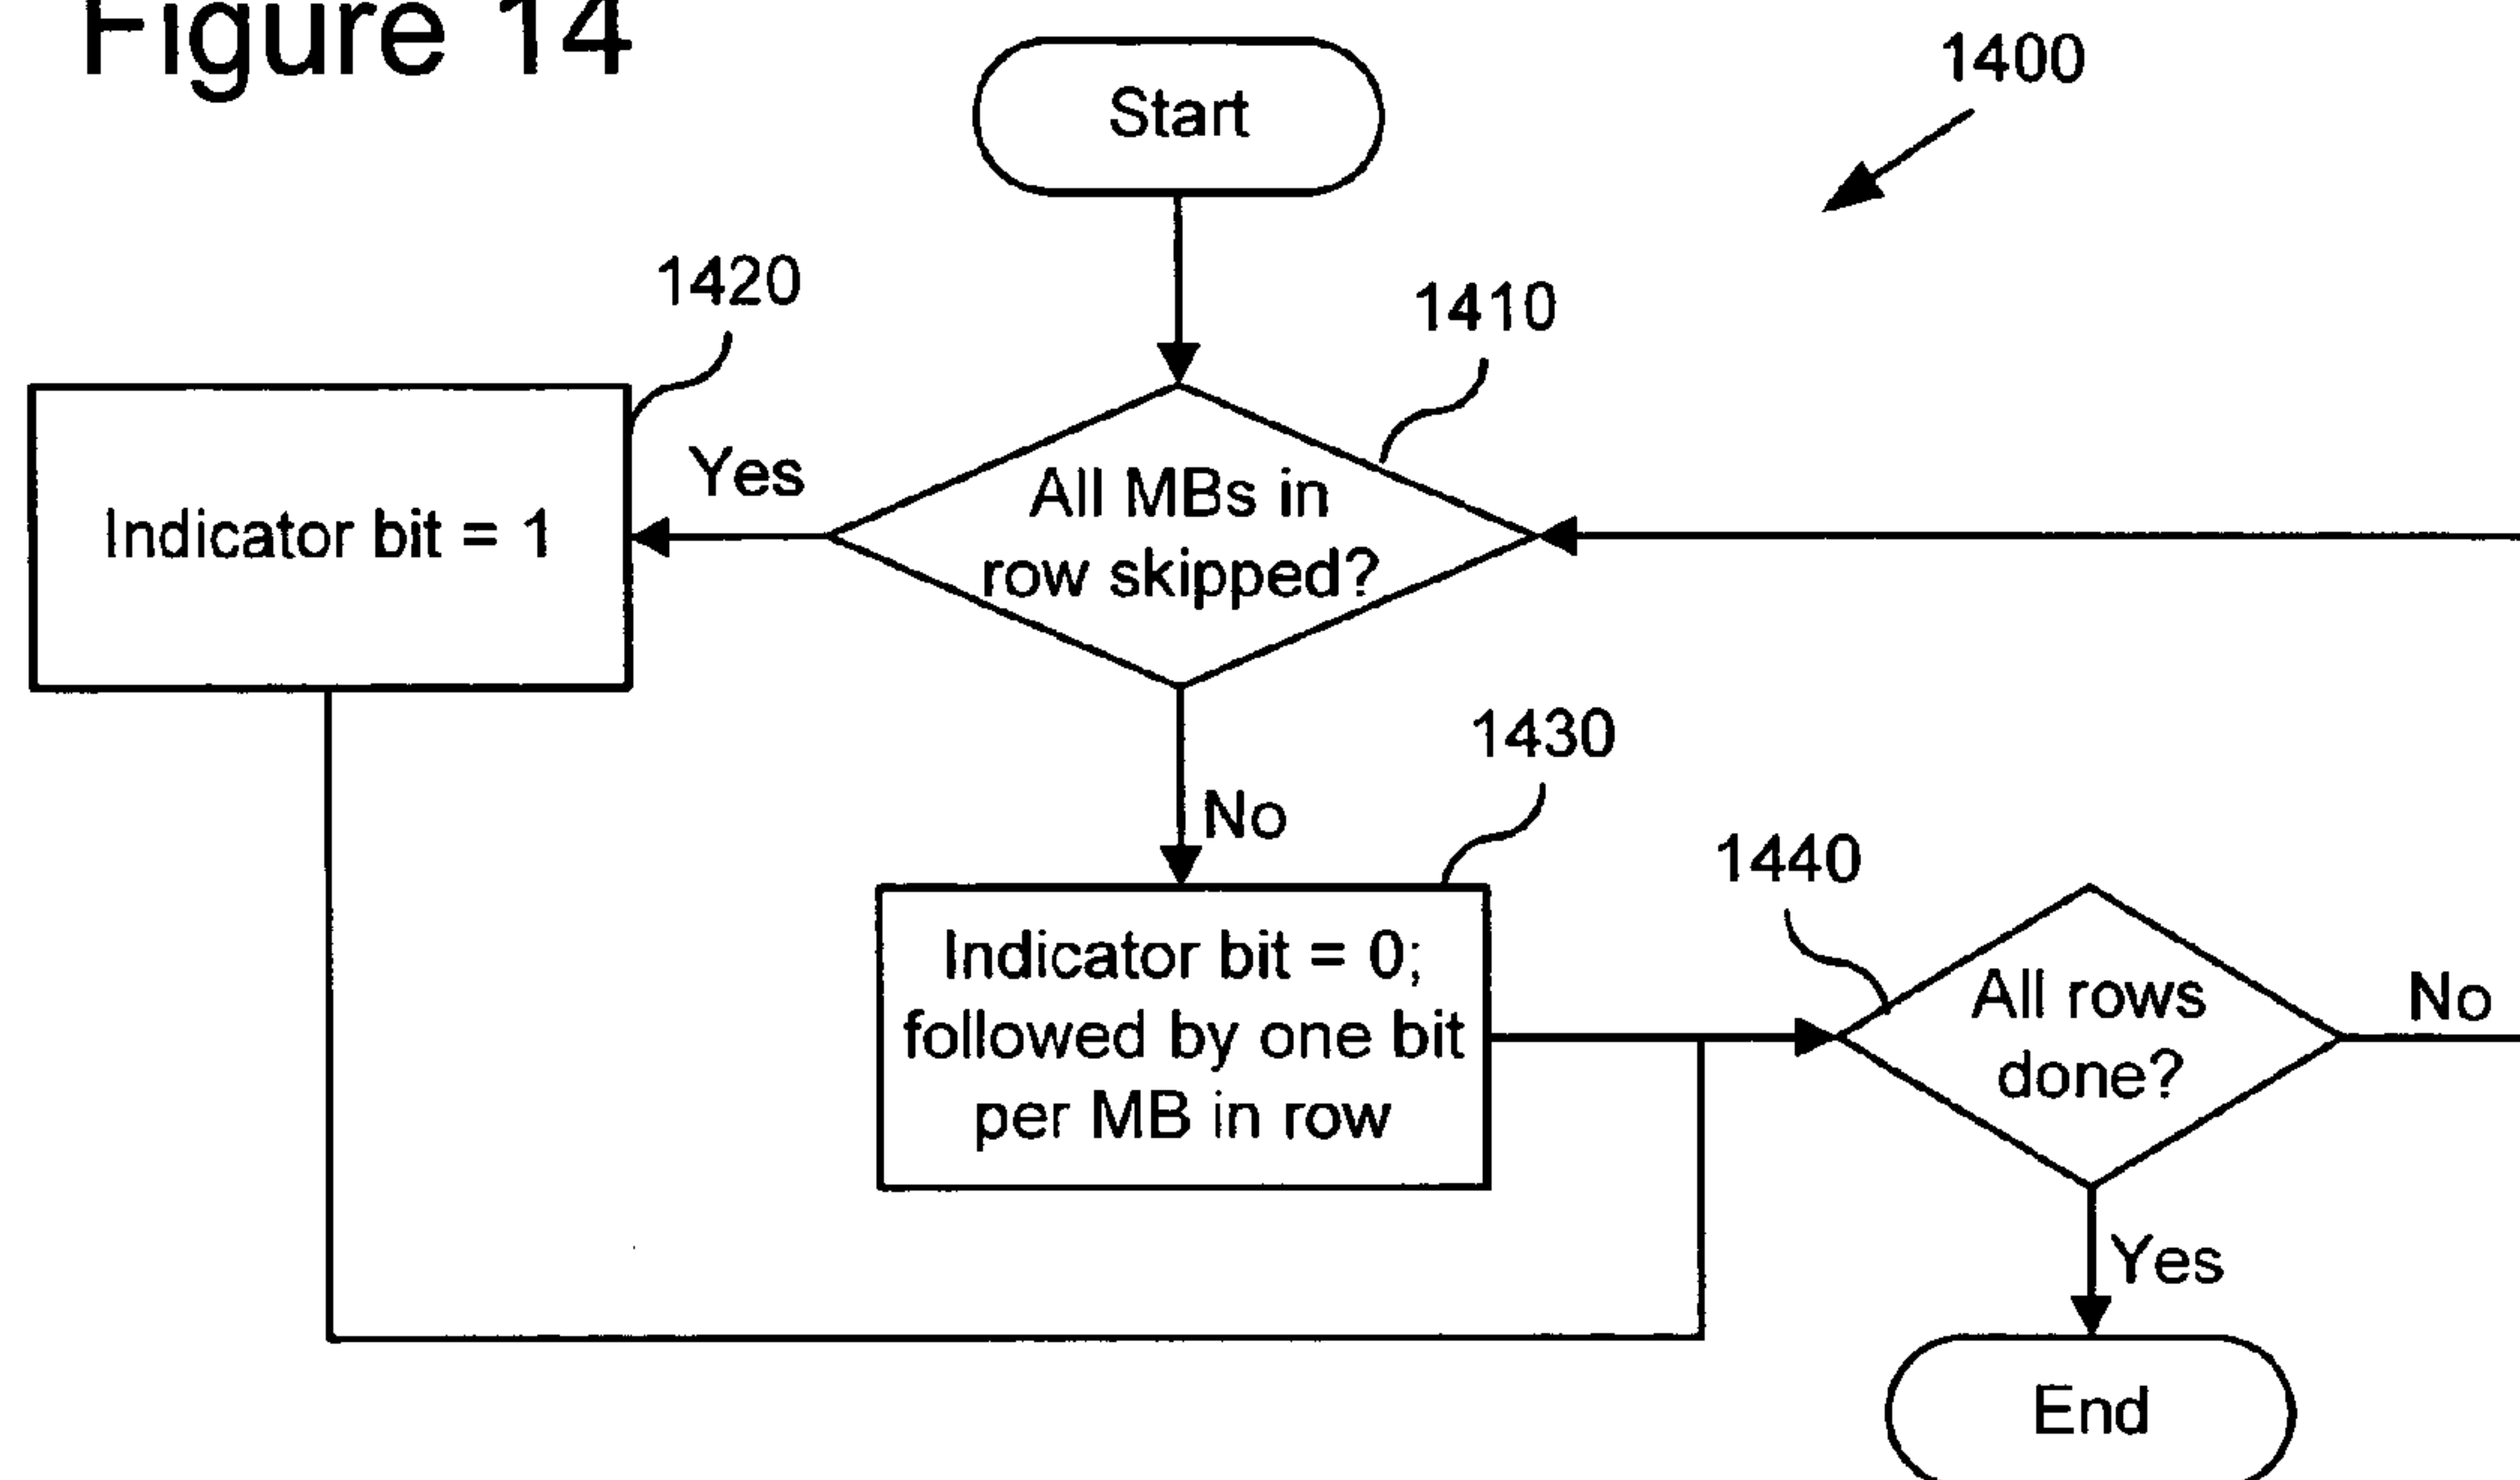 Figure 14
Start
1400
1420
1410
Yes
All MBs in
row skipped?
Indicator bit = 1
1430
No
1440
Indicator bit = 0;
followed by one bit
per MB in row
All rows
done?
No
Yes
End